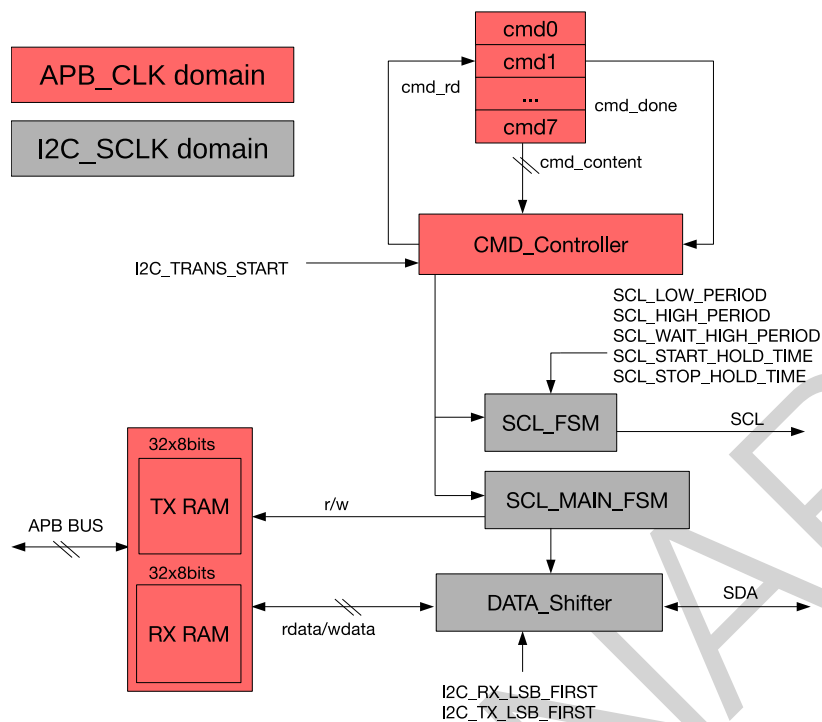 APB_CLK domain
I2C_SCLK domain
cmd0
cmd1
...
cmd7
cmd_rd
cmd_done
cmd_content
CMD_Controller
I2C_TRANS_START
SCL_LOW_PERIOD
SCL_HIGH_PERIOD
SCL_WAIT_HIGH_PERIOD
SCL_START_HOLD_TIME
SCL_STOP_HOLD_TIME
SCL_FSM
SCL
32x8bits
TX RAM
r/w
SCL_MAIN_FSM
APB BUS
32x8bits
RX RAM
rdata/wdata
DATA_Shifter
SDA
I2C_RX_LSB_FIRST
I2C_TX_LSB_FIRST